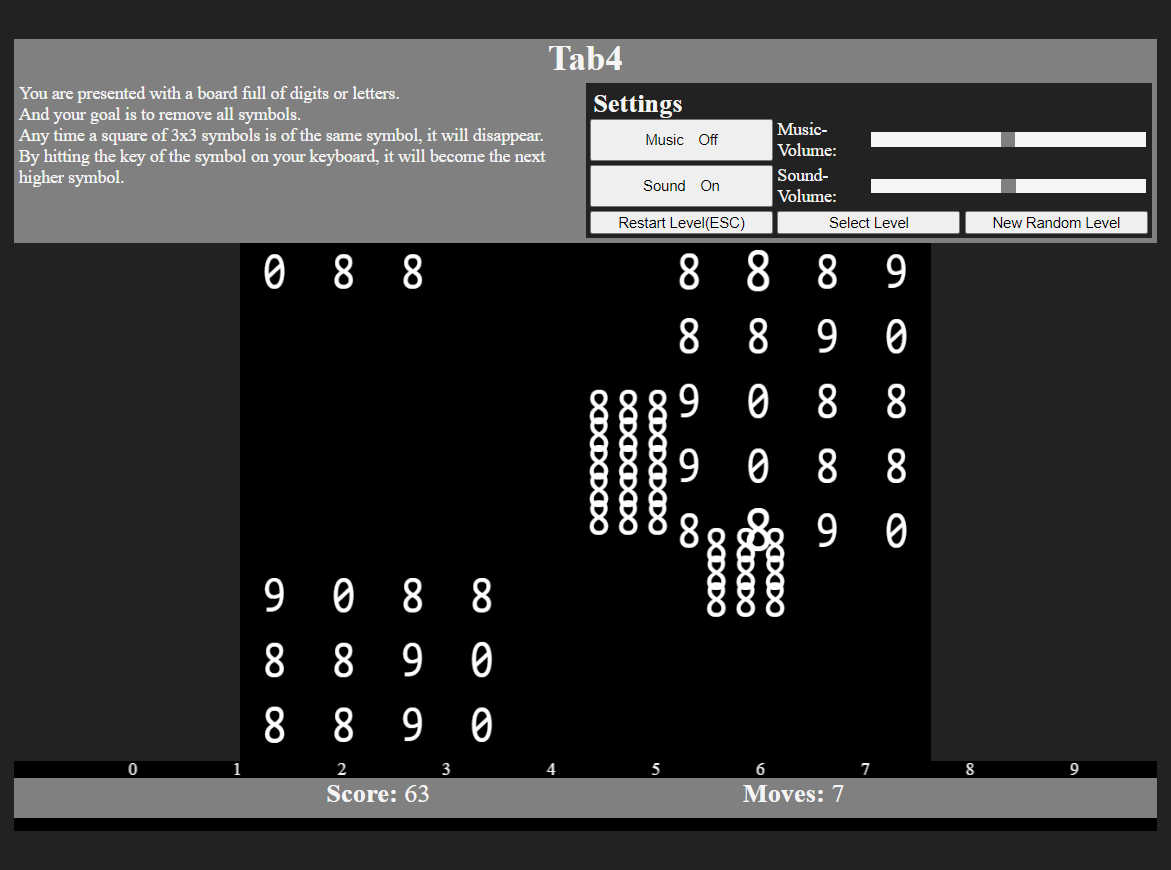 Tab4
You are presented with a board full of digits or letters.
And your goal is to remove all symbols.
Any time a square of 3x3 symbols is of the same symbol, it will disappear.
By hitting the key of the symbol on your keyboard, it will become the next
higher symbol.
Settings
Music Off
Music-
Volume:
Sound On
Sound-
Volume:
Restart Level(ESC)
Select Level
New Random Level
0 8 8 8 8 8 9
8 8 9 0
9 0 8 8
9 0 8 8
8 8 9 0
9 0 8 8
8 8 9 0
8 8 9 0
0 1 2 3 4 5 6 7 8 9
Score: 63
Moves: 7